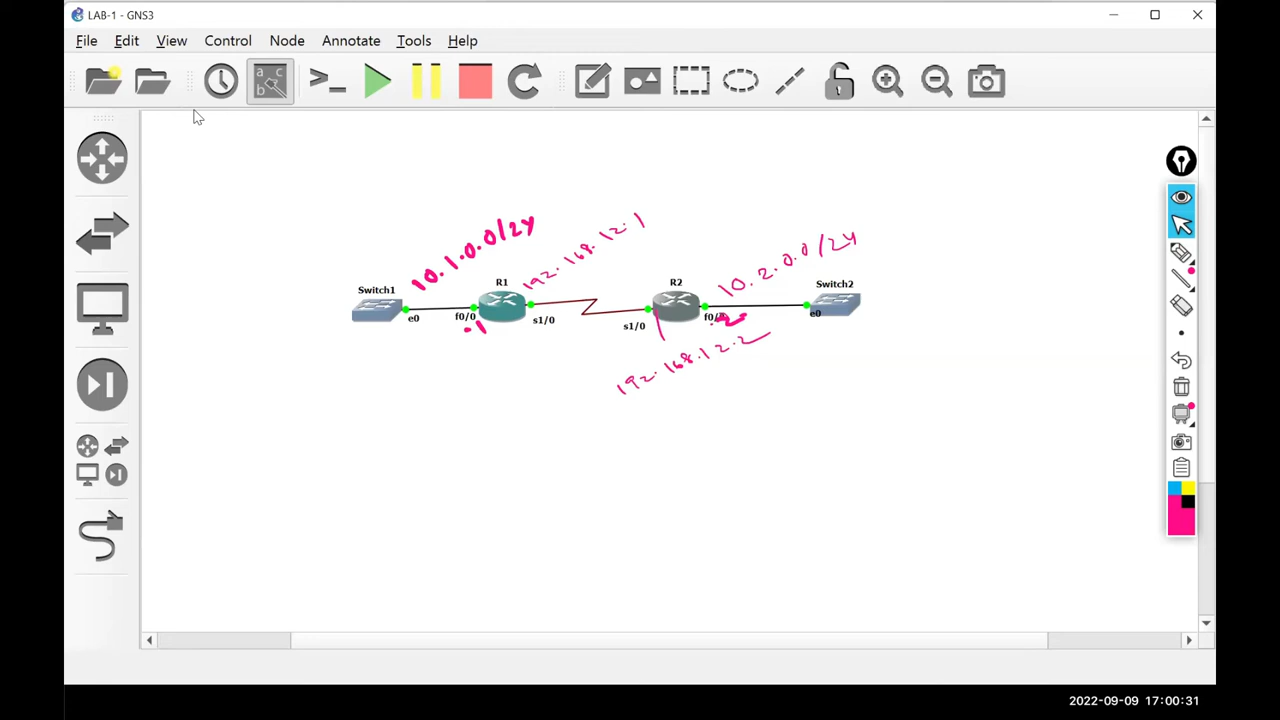 LAB-1 - GNS3
File Edit View Control Node Annotate Tools Help
a c
b
10.1.0.0/24
192.168.12.1
10.2.0.0/24
Switch1
R1
R2
Switch2
e0
f0/0
s1/0
s1/0
f0/0
e0
.1
.2
192.168.12.2
2022-09-09 17:00:31